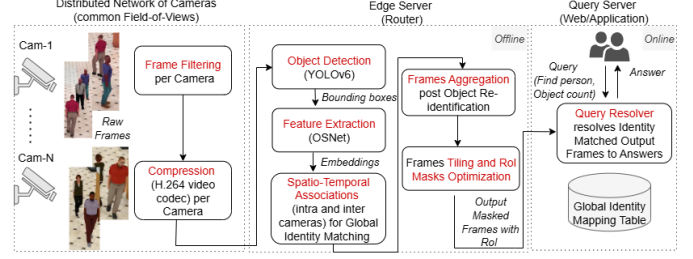 Distributed Network of Cameras
(common Field-of-Views)
Cam-1
Raw
Frames
Cam-N
Frame Filtering
per Camera
Compression
(H.264 video
codec) per
Camera
Edge Server
(Router)
Offline
Object Detection
(YOLOv6)
Bounding boxes
Feature Extraction
(OSNet)
Embeddings
Spatio-Temporal
Associations
(intra and inter
cameras) for Global
Identity Matching
Frames Aggregation
post Object Re-
identification
Frames Tiling and RoI
Masks Optimization
Output
Masked
Frames with
RoI
Query Server
(Web/Application)
Online
Query
(Find person,
Object count)
Answer
Query Resolver
resolves Identity
Matched Output
Frames to Answers
Global Identity
Mapping Table